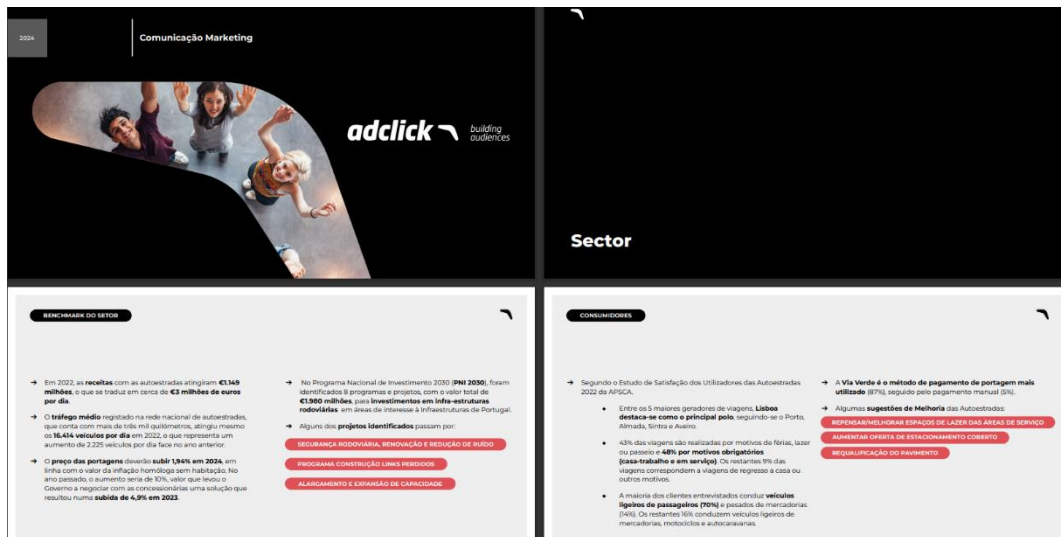 2024
Comunicação Marketing
adclick
building
audiences
Sector
BENCHMARK DO SETOR
➔ Em 2022, as receitas com as autoestradas atingiram €1.149
milhões, o que se traduz em cerca de €3 milhões de euros
por dia.
➔ O tráfego médio registado na rede nacional de autoestradas,
que conta com mais de três mil quilómetros, atingiu mesmo
os 16.414 veículos por dia em 2022, o que representa um
aumento de 2.225 veículos por dia face no ano anterior.
➔ O preço das portagens deverão subir 1,94% em 2024, em
linha com o valor da inflação homóloga sem habitação. No
ano passado, o aumento seria de 10%, valor que levou o
Governo a negociar com as concessionárias uma solução que
resultou numa subida de 4,9% em 2023.
➔ No Programa Nacional de Investimento 2030 (PNI 2030), foram
identificados 8 programas e projetos, com o valor total de
€1.980 milhões, para investimentos em infra-estruturas
rodoviárias em áreas de interesse à Infraestruturas de Portugal.
➔ Alguns dos projetos identificados passam por:
SEGURANÇA RODOVIÁRIA, RENOVAÇÃO E REDUÇÃO DE RUÍDO
PROGRAMA CONSTRUÇÃO LINKS PERDIDOS
ALARGAMENTO E EXPANSÃO DE CAPACIDADE
CONSUMIDORES
➔ Segundo o Estudo de Satisfação dos Utilizadores das Autoestradas
2022 da APSCA.
● Entre os 5 maiores geradores de viagens, Lisboa
destaca-se como o principal polo, seguindo-se o Porto,
Almada, Sintra e Aveiro.
● 43% das viagens são realizadas por motivos de férias, lazer
ou passeio e 48% por motivos obrigatórios
(casa-trabalho e em serviço). Os restantes 9% das
viagens correspondem a viagens de regresso a casa ou
outros motivos.
● A maioria dos clientes entrevistados conduz veículos
ligeiros de passageiros (70%) e pesados de mercadorias
(14%). Os restantes 16% conduzem veículos ligeiros de
mercadorias, motociclos e autocaravanas.
➔ A Via Verde é o método de pagamento de portagem mais
utilizado (87%), seguido pelo pagamento manual (5%).
➔ Algumas sugestões de Melhoria das Autoestradas:
REPENSAR/MELHORAR ESPAÇOS DE LAZER DAS ÁREAS DE SERVIÇO
AUMENTAR OFERTA DE ESTACIONAMENTO COBERTO
REQUALIFICAÇÃO DO PAVIMENTO